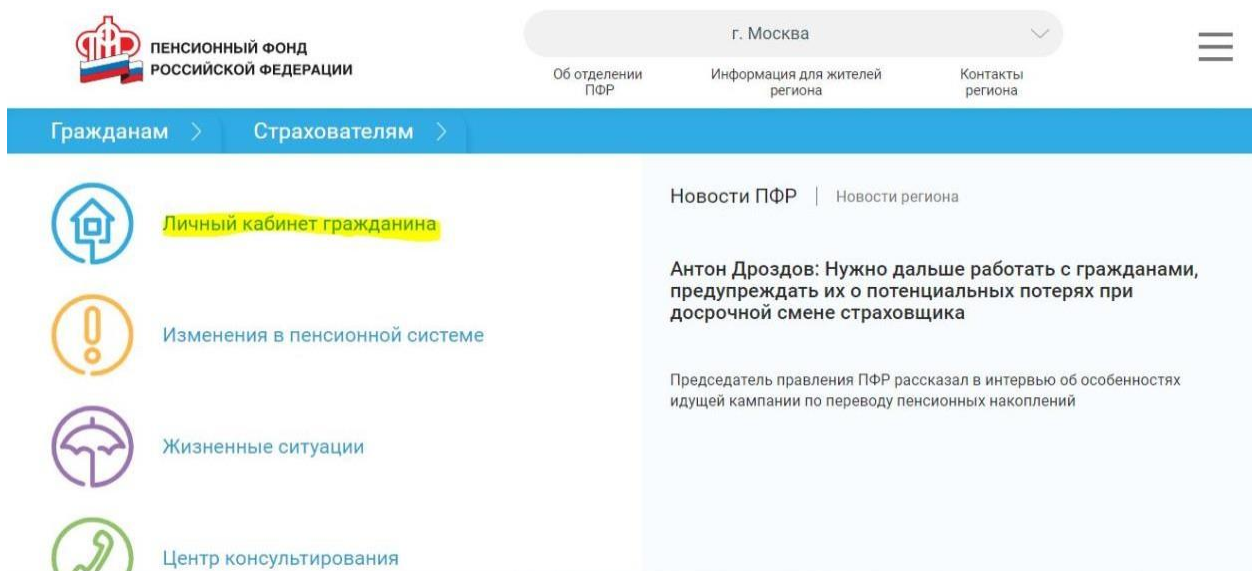 ПЕНСИОННЫЙ ФОНД
РОССИЙСКОЙ ФЕДЕРАЦИИ
г. Москва
Об отделении
ПФР
Информация для жителей
региона
Контакты
региона
Гражданам
Страхователям
Личный кабинет гражданина
Изменения в пенсионной системе
Жизненные ситуации
Центр консультирования
Новости ПФР | Новости региона
Антон Дроздов: Нужно дальше работать с гражданами,
предупреждать их о потенциальных потерях при
досрочной смене страховщика
Председатель правления ПФР рассказал в интервью об особенностях
идущей кампании по переводу пенсионных накоплений